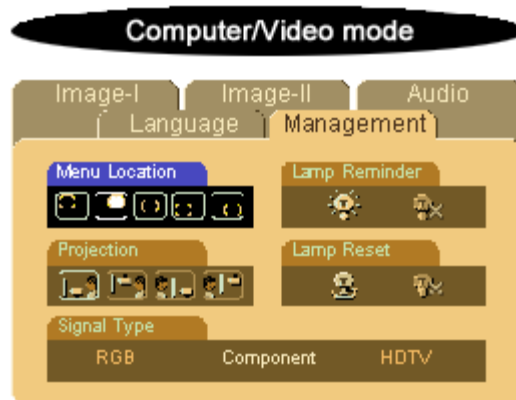 Computer/Video mode
Image-I Image-II Audio
Language Management
Menu Location Lamp Reminder
Projection Lamp Reset
Signal Type
RGB Component HDTV